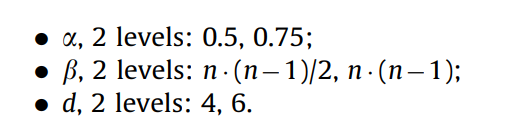 • α, 2 levels: 0.5, 0.75;
• β, 2 levels: n·(n−1)/2, n·(n−1);
• d, 2 levels: 4, 6.